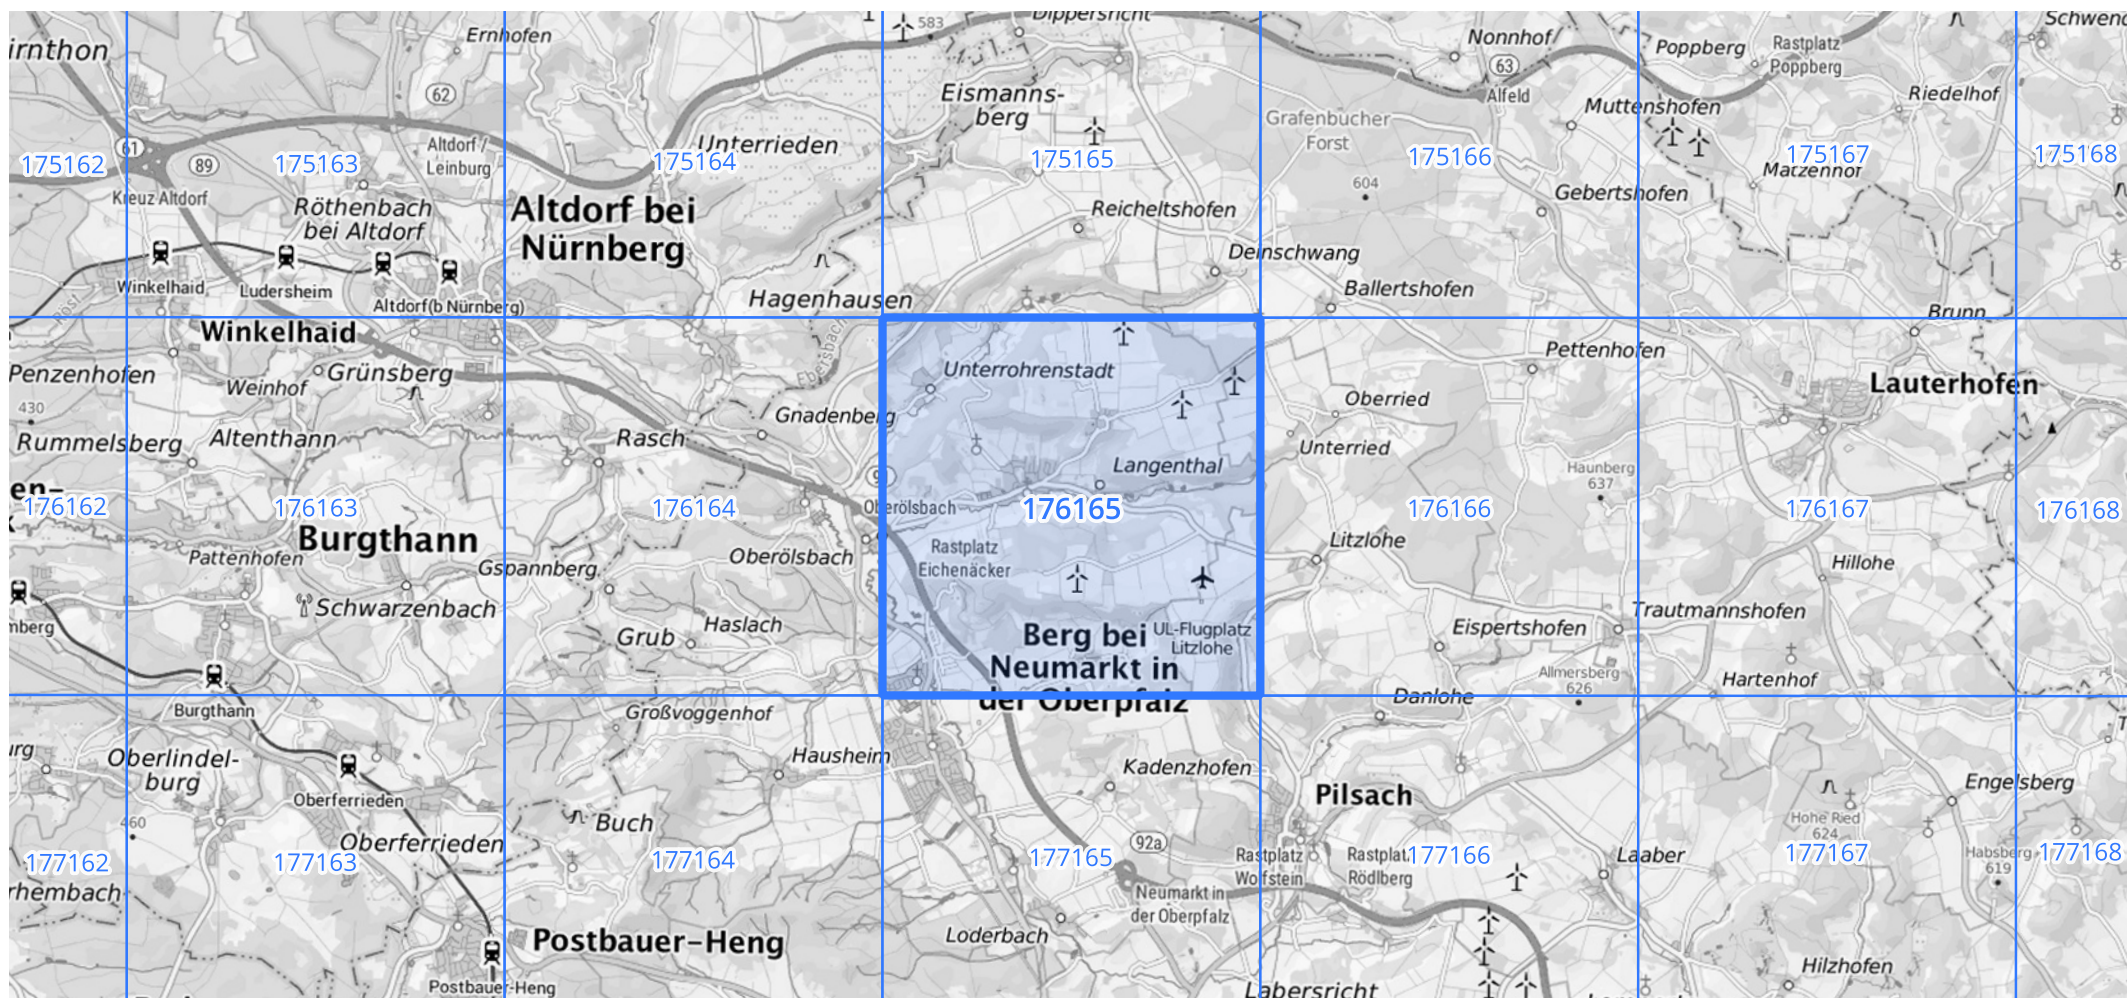 583
Dippersricht
Schwend
irnthon
Ernhofen
Nonnhof
Poppberg
Rastplatz
Poppberg
63
62
Eismanns-
berg
Alfeld
Riedelhof
Muttenshofen
Grafenbücher
Forst
61
89
Altdorf /
Leinburg
Unterrieden
175162
175163
175164
175165
175166
175167
175168
Matzenhof
Kreuz Altdorf
604
Gebertshofen
Röthenbach
bei Altdorf
Altdorf bei
Nürnberg
Reicheltshofen
Deinschwang
Winkelhaid
Ludersheim
Altdorf(b Nürnberg)
Rösl
Hagenhausen
Ballertshofen
Brunn
Winkelhaid
Penzenhofen
Weinhof
Grünsberg
Ebersbach
Unterrohrenstadt
Pettenhofen
Lauterhofen
430
Rummelsberg
Altenthann
Rasch
Gnadenberg
Oberried
Unterried
Langenthal
Haunberg
637
en-
176162
176163
176164
Oberölsbach
176165
176166
176167
176168
Burgthann
Pattenhofen
Gspannberg
Oberölsbach
Rastplatz
Eichenäcker
Litzlohe
Hillohe
Schwarzenbach
mberg
Grub
Haslach
Berg bei
Neumarkt in
der Oberpfalz
UL-Flugplatz
Litzlohe
Eispertshofen
Trautmannshofen
Allmersberg
626
Hartenhof
Danlohe
Burgthann
Großvoggenhof
urg
Oberlindel-
burg
Hausheim
Kadenzhofen
Pilsach
Engelsberg
Oberferrieden
460
Buch
Hohe Ried
624
Oberferrieden
92a
Rastplatz
Wolfstein
Rastplatz
Rödlberg
Laaber
Habsberg
619
177162
177163
177164
177165
177166
177167
177168
rhembach
Neumarkt in
der Oberpfalz
Postbauer-Heng
Loderbach
Hilzhofen
Postbauer-Heng
Labersricht